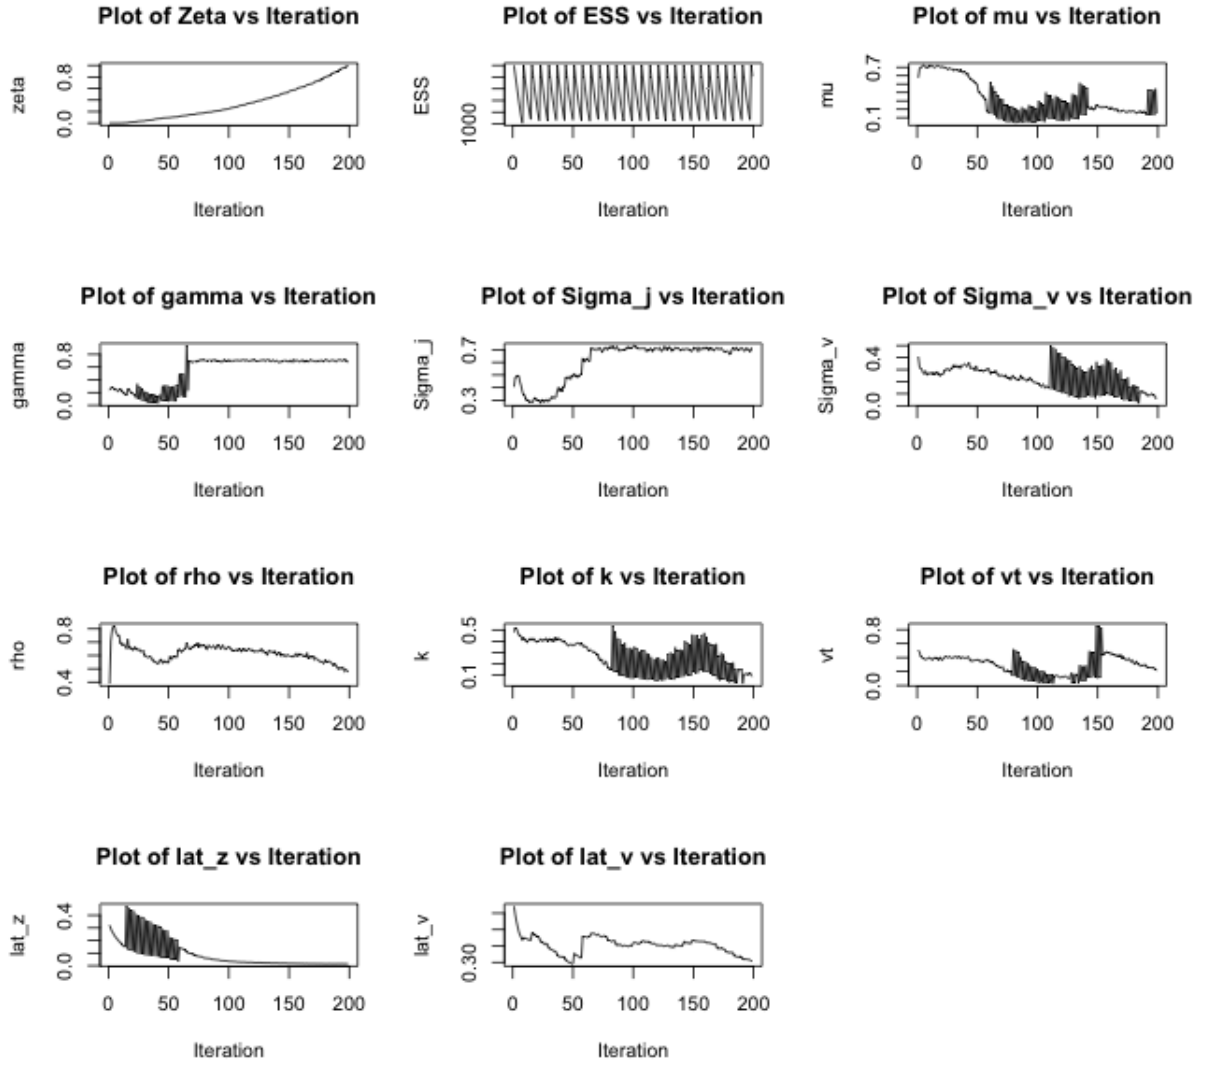 Plot of Zeta vs Iteration
zeta
0.0 0.8
0 50 100 150 200
Iteration
Plot of ESS vs Iteration
ESS
1000
0 50 100 150 200
Iteration
Plot of mu vs Iteration
mu
0.1 0.7
0 50 100 150 200
Iteration
Plot of gamma vs Iteration
gamma
0.0 0.8
0 50 100 150 200
Iteration
Plot of Sigma_j vs Iteration
Sigma_j
0.3 0.7
0 50 100 150 200
Iteration
Plot of Sigma_v vs Iteration
Sigma_v
0.0 0.4
0 50 100 150 200
Iteration
Plot of rho vs Iteration
rho
0.4 0.8
0 50 100 150 200
Iteration
Plot of k vs Iteration
k
0.1 0.5
0 50 100 150 200
Iteration
Plot of vt vs Iteration
vt
0.0 0.8
0 50 100 150 200
Iteration
Plot of lat_z vs Iteration
lat_z
0.0 0.4
0 50 100 150 200
Iteration
Plot of lat_v vs Iteration
lat_v
0.30
0 50 100 150 200
Iteration